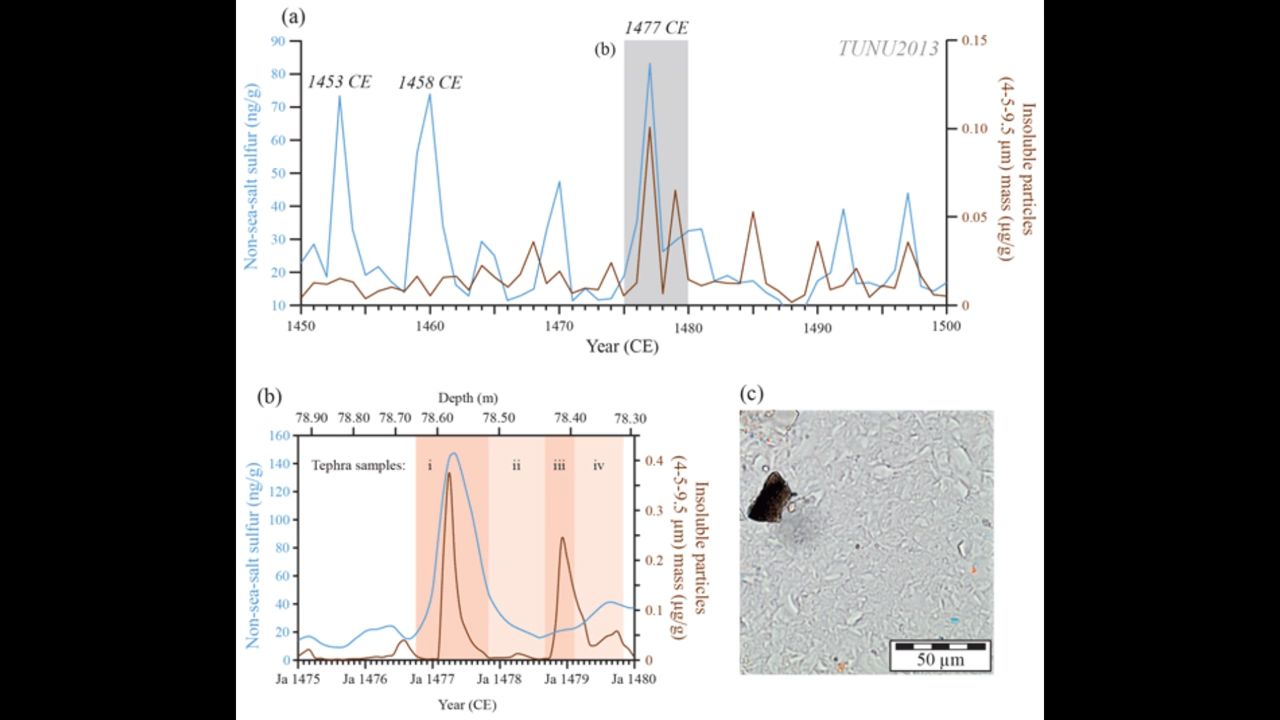 (a)
1477 CE
(b)
TUNU2013
1453 CE
1458 CE
90
80
70
60
50
40
30
20
10
Non-sea-salt sulfur (ng/g)
0.15
0.10
0.05
0
Insoluble particles
(4-5-9.5 µm) mass (µg/g)
1450
1460
1470
1480
1490
1500
Year (CE)
(b)
Depth (m)
78.90
78.80
78.70
78.60
78.50
78.40
78.30
160
140
120
100
80
60
40
20
0
Non-sea-salt sulfur (ng/g)
Tephra samples:
i
ii
iii
iv
0.4
0.3
0.2
0.1
0
Insoluble particles
(4-5-9.5 µm) mass (µg/g)
Ja 1475
Ja 1476
Ja 1477
Ja 1478
Ja 1479
Ja 1480
Year (CE)
(c)
50 µm